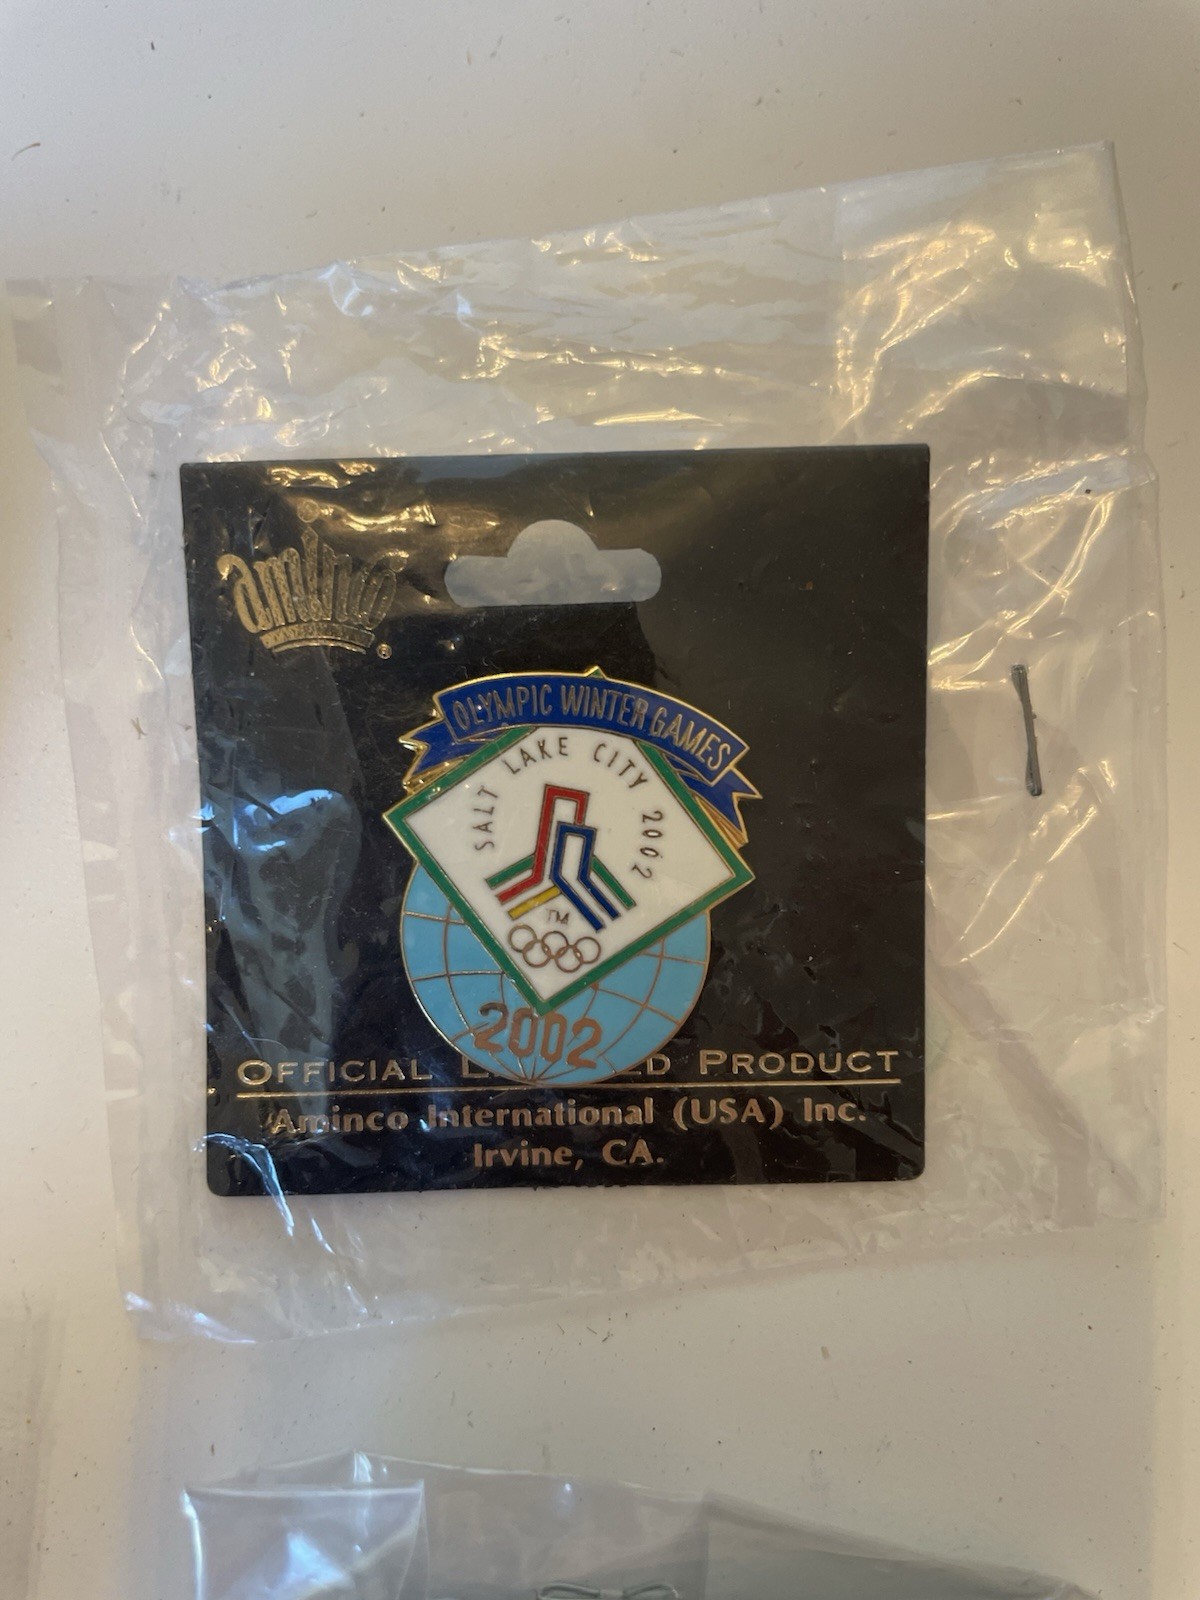 aminco
®
OLYMPIC WINTER GAMES
SALT LAKE CITY 2002
TM
2002
OFFICIAL L D PRODUCT
Aminco International (USA) Inc.
Irvine, CA.